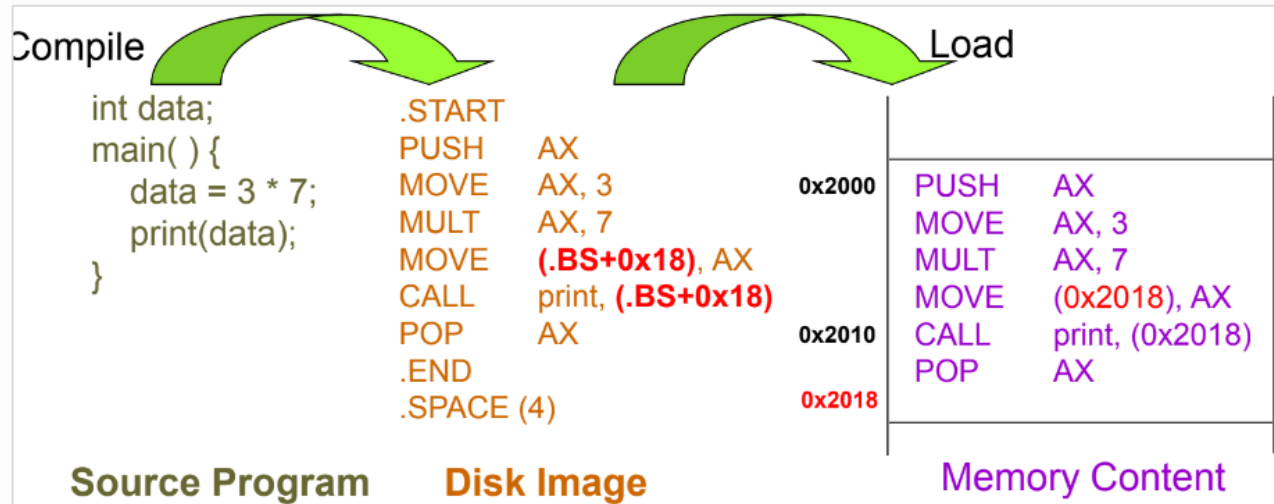 Compile
Load
int data;
main( ) {
data = 3 * 7;
print(data);
}
.START
PUSH AX
MOVE AX, 3
MULT AX, 7
MOVE (.BS+0x18), AX
CALL print, (.BS+0x18)
POP AX
.END
.SPACE (4)
0x2000 PUSH AX
MOVE AX, 3
MULT AX, 7
MOVE (0x2018), AX
0x2010 CALL print, (0x2018)
POP AX
0x2018
Source Program
Disk Image
Memory Content